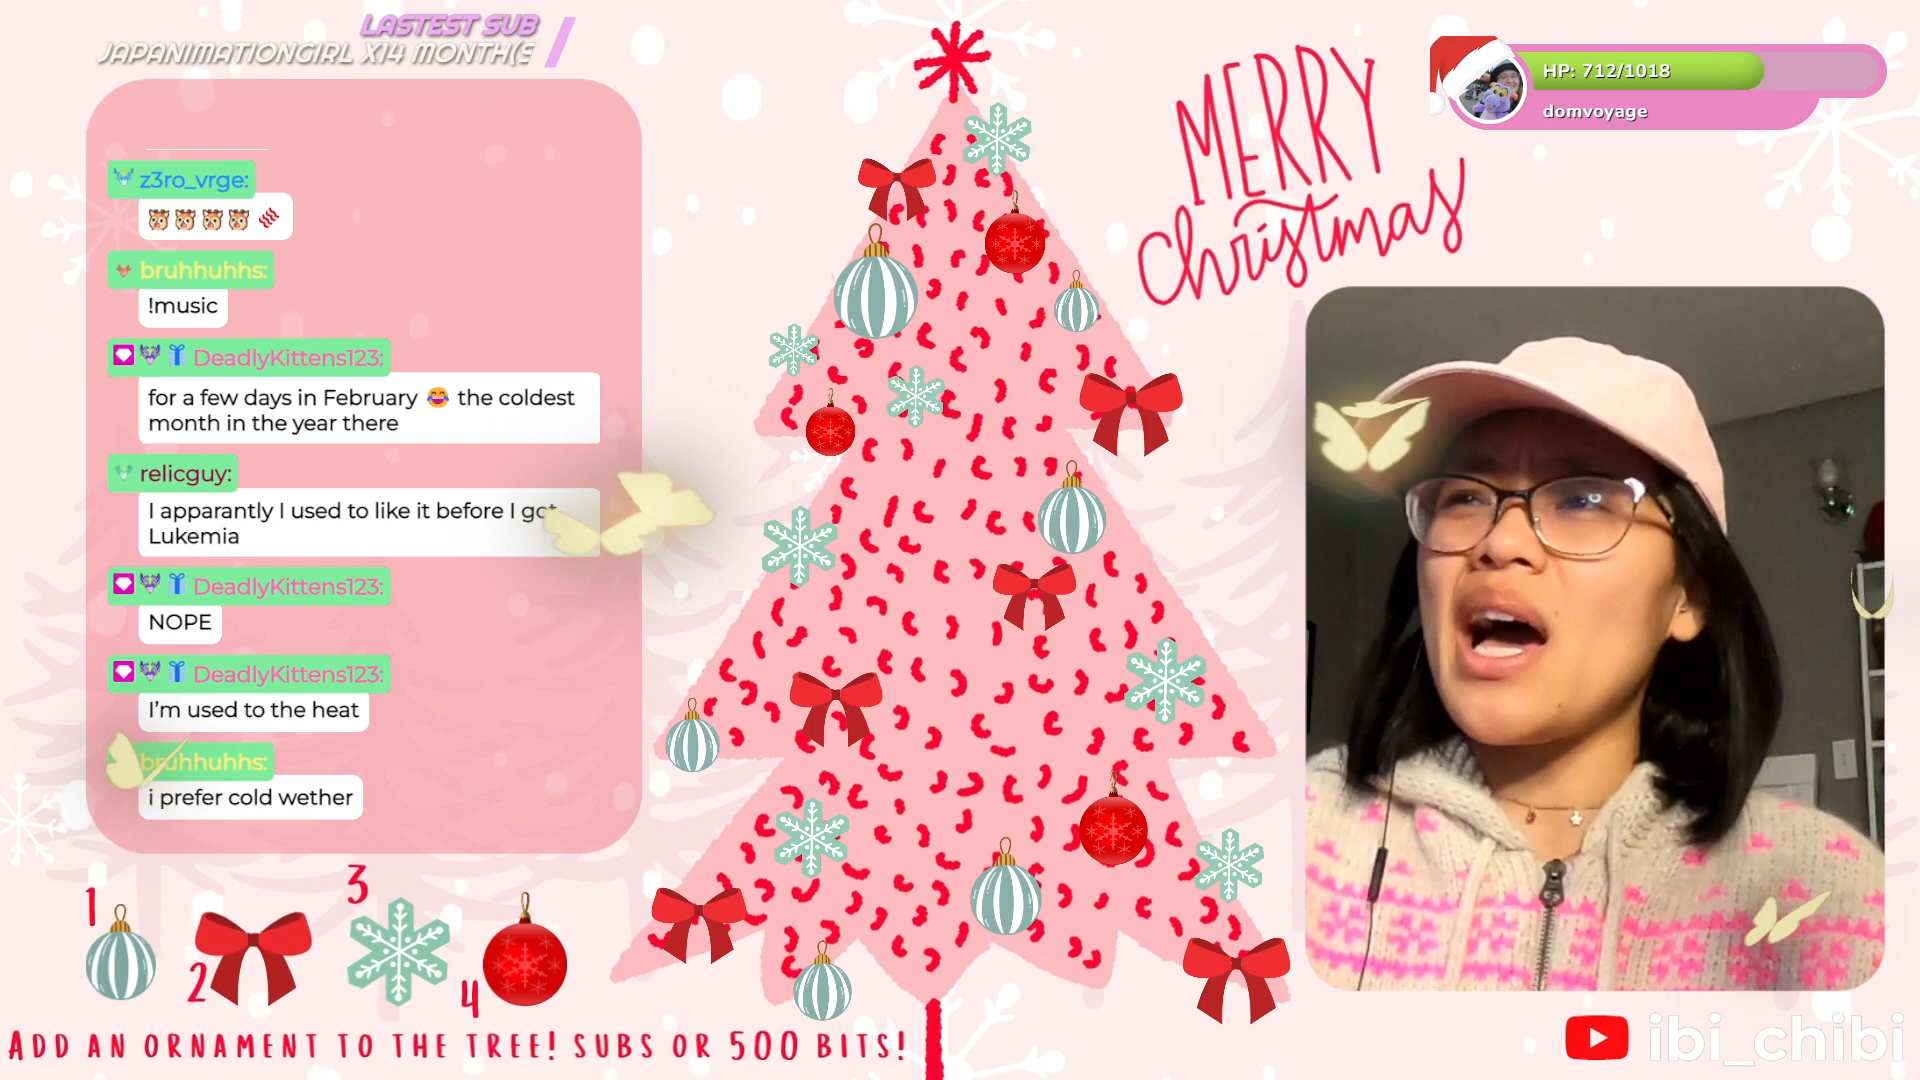 LASTEST SUB
JAPANIMATIONGIRL X14 MONTH(S
z3ro_vrge:
bruhhuhhs:
!music
DeadlyKittens123:
for a few days in February 😂 the coldest
month in the year there
relicguy:
I apparantly I used to like it before I got
Lukemia
DeadlyKittens123:
NOPE
DeadlyKittens123:
I'm used to the heat
bruhhuhhs:
i prefer cold wether
1
2
3
4
ADD AN ORNAMENT TO THE TREE! SUBS OR 500 BITS!
MERRY
Christmas
HP: 712/1018
domvoyage
ibi_chibi